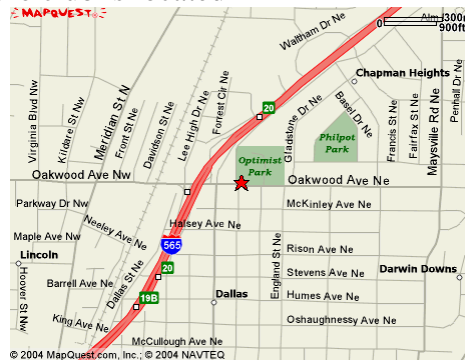 MAPQUEST
Waltham Dr Ne
Alm
300m
0
900ft
Chapman Heights
Penhall Dr Ne
Virginia Blvd Nw
Kildare St Nw
Meridian St N
Front St Ne
Davidson St Ne
Lee High Dr Ne
Forrest Cir Ne
20
Gladstone Dr Ne
Basel Dr Ne
Francis St Ne
Fairfax St Ne
Maysville Rd Ne
Philpot
Park
Optimist
Park
Oakwood Ave Nw
Oakwood Ave Ne
Parkway Dr Nw
McKinley Ave Ne
Neeley Ave Ne
Halsey Ave Ne
Maple Ave Nw
565
Rison Ave Ne
Lincoln
Dallas St Ne
20
England St Ne
Stevens Ave Ne
Darwin Downs
Hoover St Nw
Barrell Ave Ne
19B
Dallas
Humes Ave Ne
King Ave Ne
Oshaughnessy Ave Ne
McCullough Ave Ne
© 2004 MapQuest.com, Inc.; © 2004 NAVTEQ